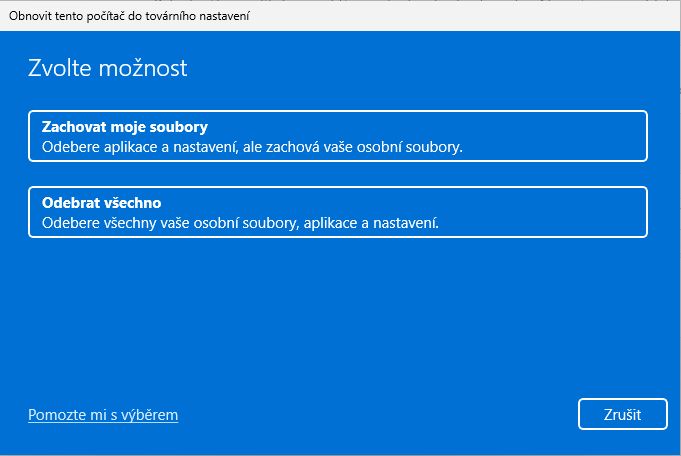 Obnovit tento počítač do továrního nastavení
Zvolte možnost
Zachovat moje soubory
Odebere aplikace a nastavení, ale zachová vaše osobní soubory.
Odebrat všechno
Odebere všechny vaše osobní soubory, aplikace a nastavení.
Pomozte mi s výběrem
Zrušit